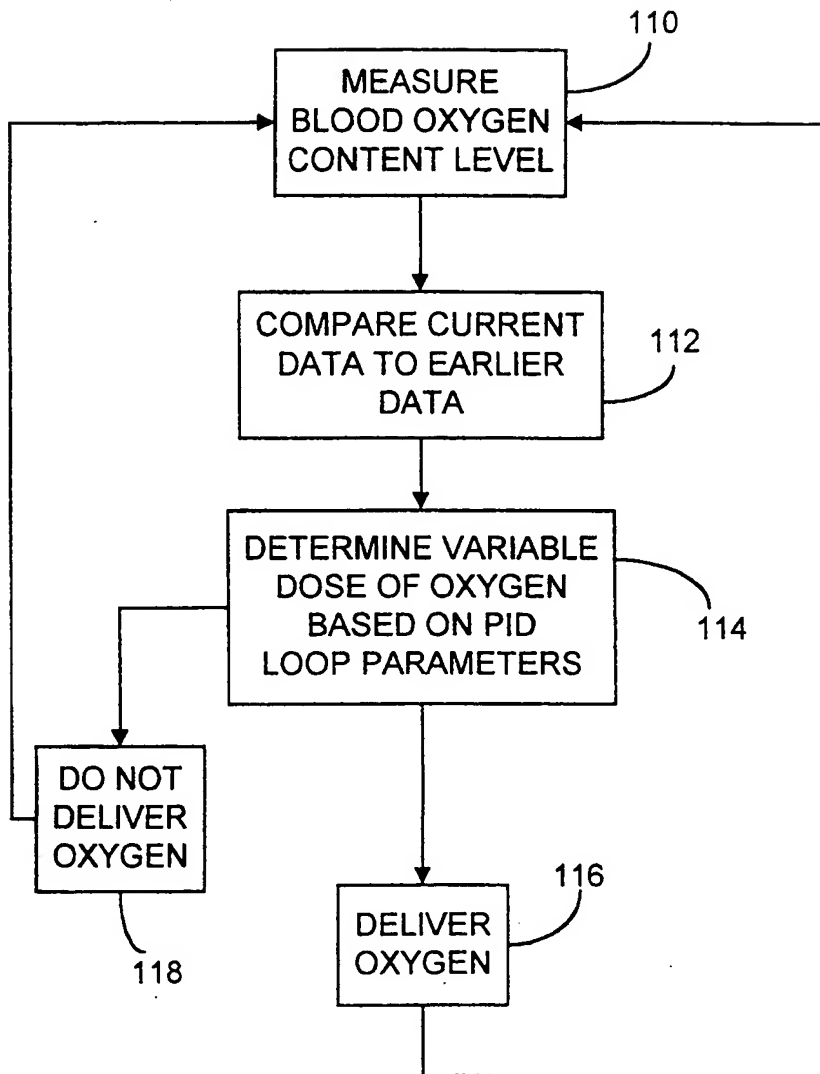 110
MEASURE
BLOOD OXYGEN
CONTENT LEVEL
COMPARE CURRENT
DATA TO EARLIER
DATA
112
DETERMINE VARIABLE
DOSE OF OXYGEN
BASED ON PID
LOOP PARAMETERS
114
DO NOT
DELIVER
OXYGEN
118
DELIVER
OXYGEN
116